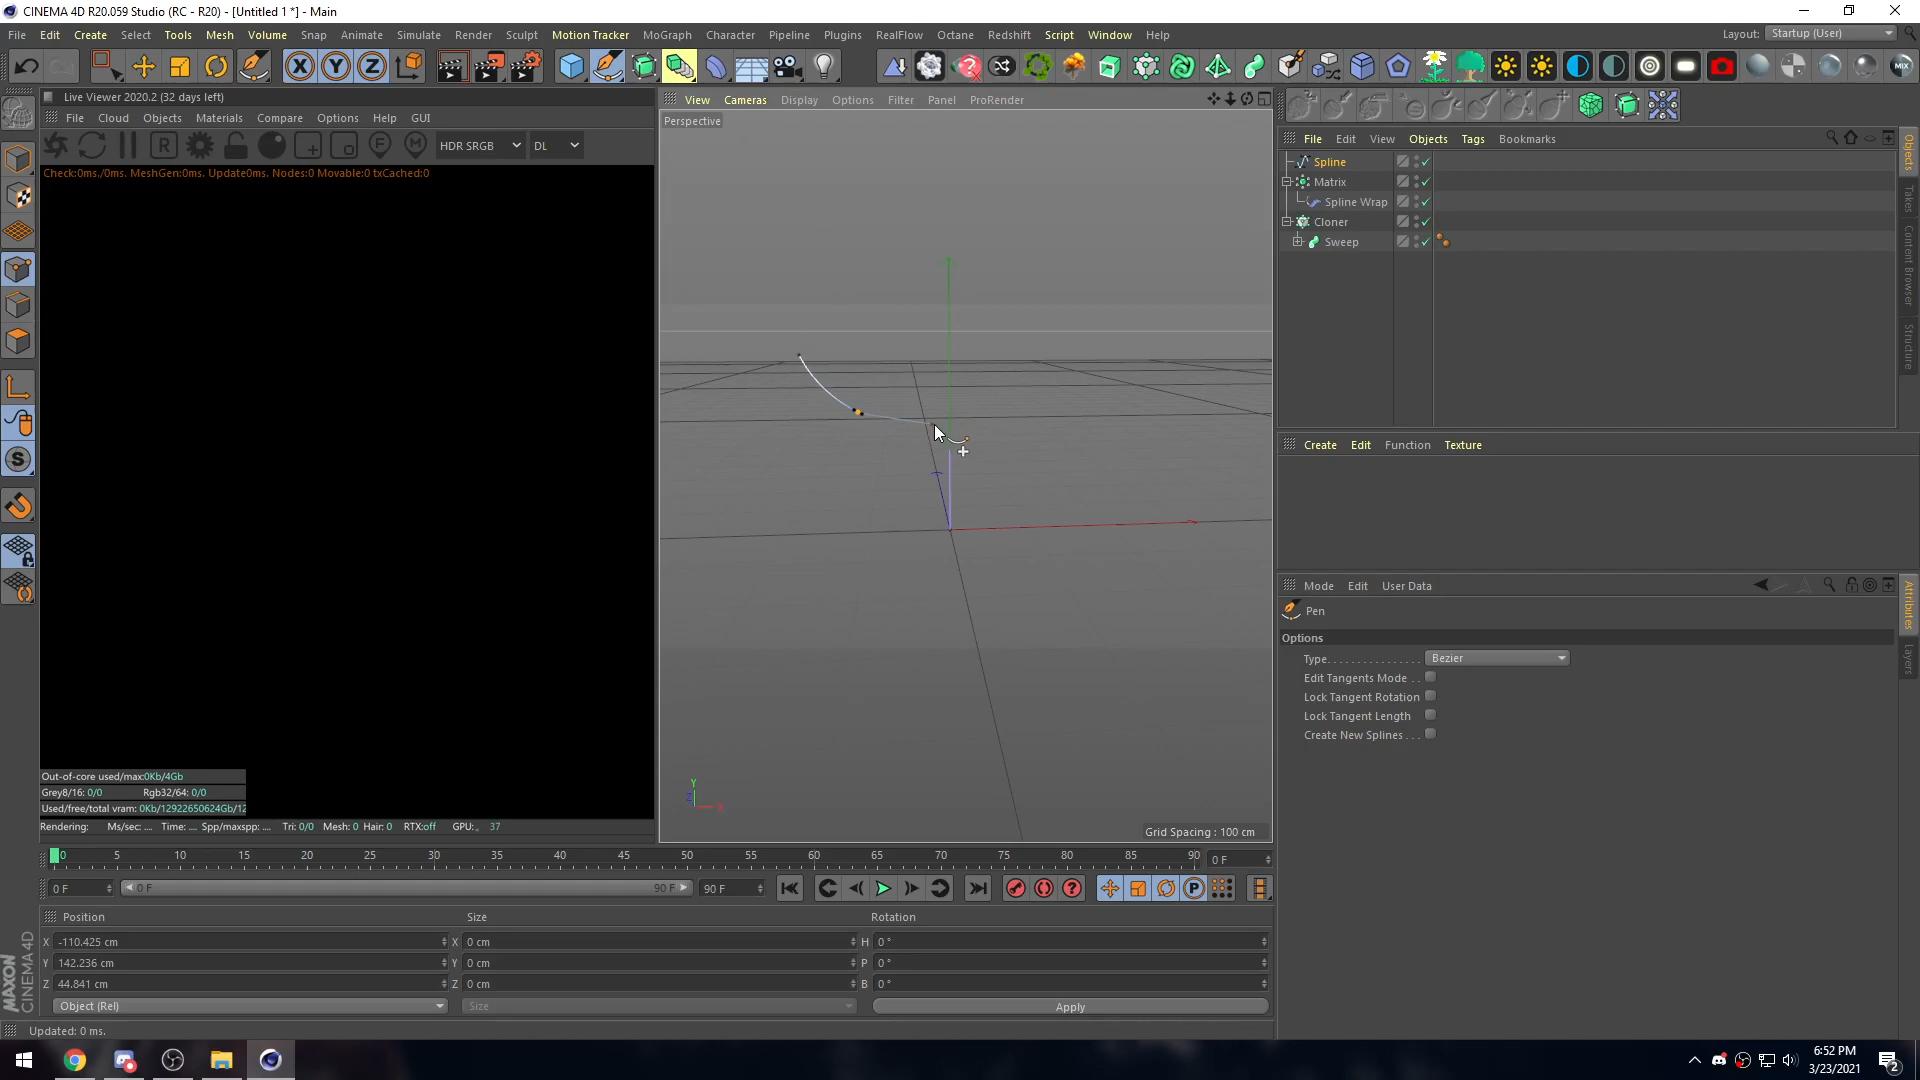 CINEMA 4D R20.059 Studio (RC - R20) - [Untitled 1 *] - Main
File Edit Create Select Tools Mesh Volume Snap Animate Simulate Render Sculpt Motion Tracker MoGraph Character Pipeline Plugins RealFlow Octane Redshift Script Window Help
Layout: Startup (User)
X Y Z
MIX
Live Viewer 2020.2 (32 days left)
File Cloud Objects Materials Compare Options Help GUI
R F M HDR SRGB DL
Check:0ms./0ms. MeshGen:0ms. Update0ms. Nodes:0 Movable:0 txCached:0
View Cameras Display Options Filter Panel ProRender
Perspective
Y
Z
X
Grid Spacing : 100 cm
Out-of-core used/max:0Kb/4Gb
Grey8/16: 0/0 Rgb32/64: 0/0
Used/free/total vram: 0Kb/12922650624Gb/12
Rendering: Ms/sec: .... Time: .... Spp/maxspp: .... Tri: 0/0 Mesh: 0 Hair: 0 RTX:off GPU: 37
File Edit View Objects Tags Bookmarks
Spline
Matrix
Spline Wrap
Cloner
Sweep
Objects
Takes
Content Browser
Structure
Create Edit Function Texture
Mode Edit User Data
Pen
Options
Type Bezier
Edit Tangents Mode
Lock Tangent Rotation
Lock Tangent Length
Create New Splines
Attributes
Layers
0 5 10 15 20 25 30 35 40 45 50 55 60 65 70 75 80 85 90 0 F
0 F 0 F 90 F 90 F
P
Position Size Rotation
X -110.425 cm X 0 cm H 0 °
Y 142.236 cm Y 0 cm P 0 °
Z 44.841 cm Z 0 cm B 0 °
Object (Rel) Size Apply
MAXON
CINEMA 4D
Updated: 0 ms.
6:52 PM
3/23/2021
2